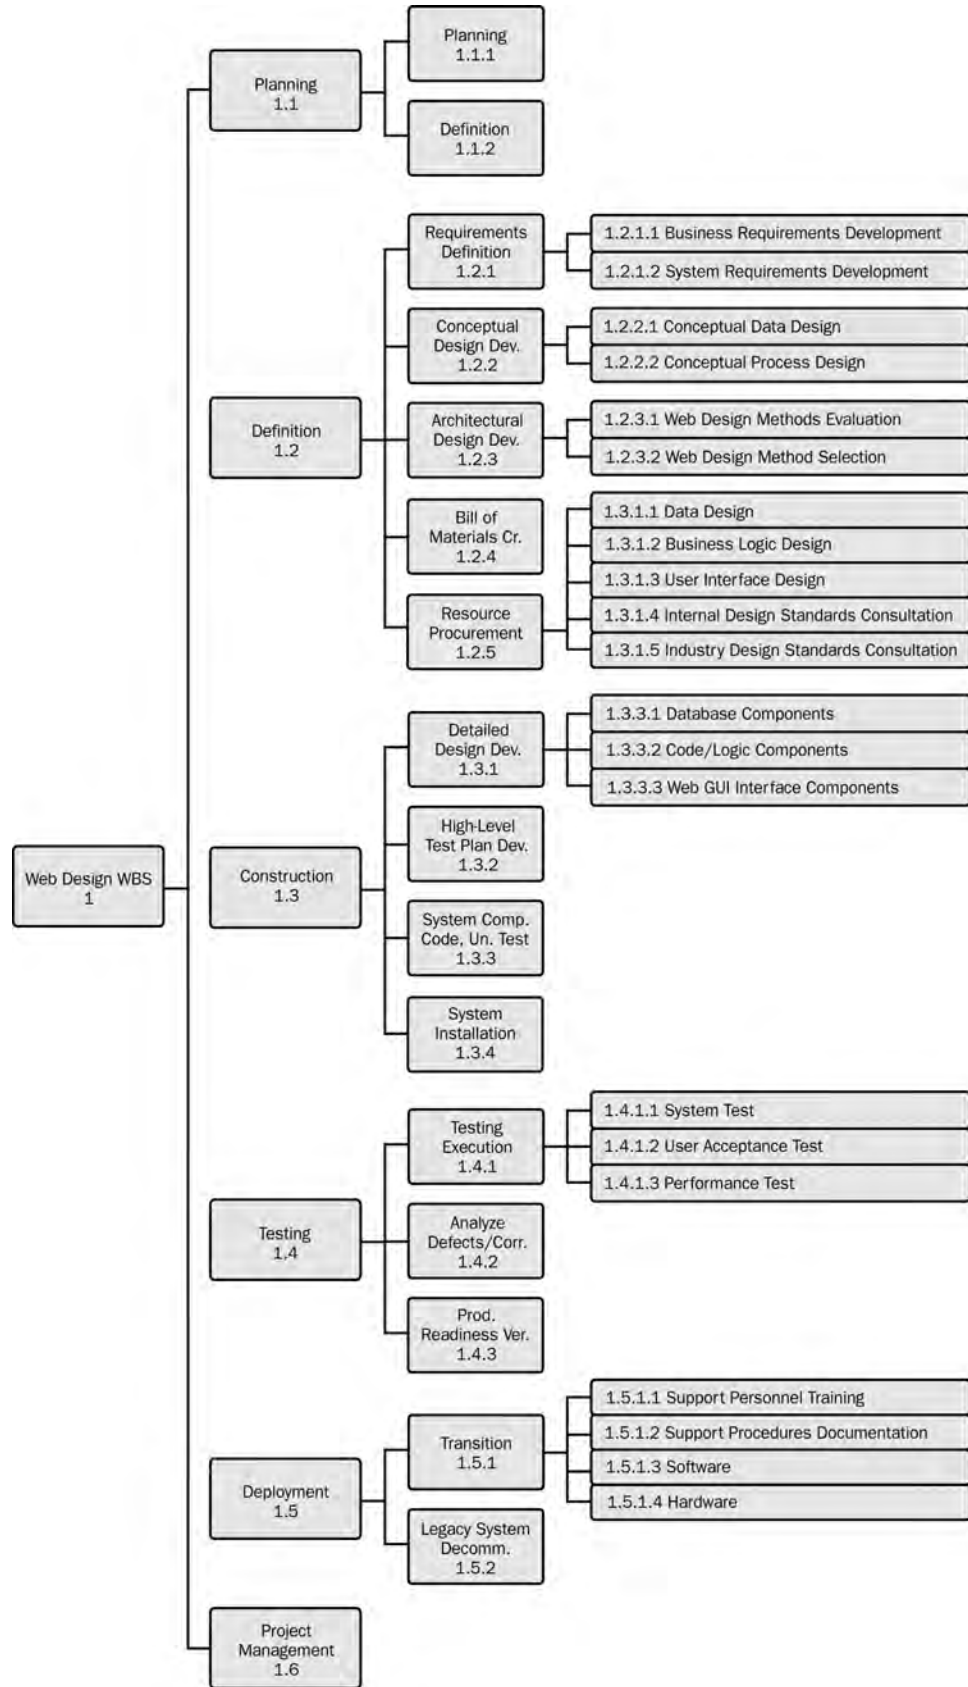 Planning
1.1.1
Planning
1.1
Definition
1.1.2
Requirements
Definition
1.2.1
1.2.1.1 Business Requirements Development
1.2.1.2 System Requirements Development
Conceptual
Design Dev.
1.2.2
1.2.2.1 Conceptual Data Design
1.2.2.2 Conceptual Process Design
Definition
1.2
Architectural
Design Dev.
1.2.3
1.2.3.1 Web Design Methods Evaluation
1.2.3.2 Web Design Method Selection
Bill of
Materials Cr.
1.2.4
Resource
Procurement
1.2.5
1.3.1.1 Data Design
1.3.1.2 Business Logic Design
1.3.1.3 User Interface Design
1.3.1.4 Internal Design Standards Consultation
1.3.1.5 Industry Design Standards Consultation
Detailed
Design Dev.
1.3.1
1.3.3.1 Database Components
1.3.3.2 Code/Logic Components
1.3.3.3 Web GUI Interface Components
High-Level
Test Plan Dev.
1.3.2
Web Design WBS
1
Construction
1.3
System Comp.
Code, Un. Test
1.3.3
System
Installation
1.3.4
Testing
Execution
1.4.1
1.4.1.1 System Test
1.4.1.2 User Acceptance Test
1.4.1.3 Performance Test
Testing
1.4
Analyze
Defects/Corr.
1.4.2
Prod.
Readiness Ver.
1.4.3
Transition
1.5.1
1.5.1.1 Support Personnel Training
1.5.1.2 Support Procedures Documentation
1.5.1.3 Software
1.5.1.4 Hardware
Deployment
1.5
Legacy System
Decomm.
1.5.2
Project
Management
1.6